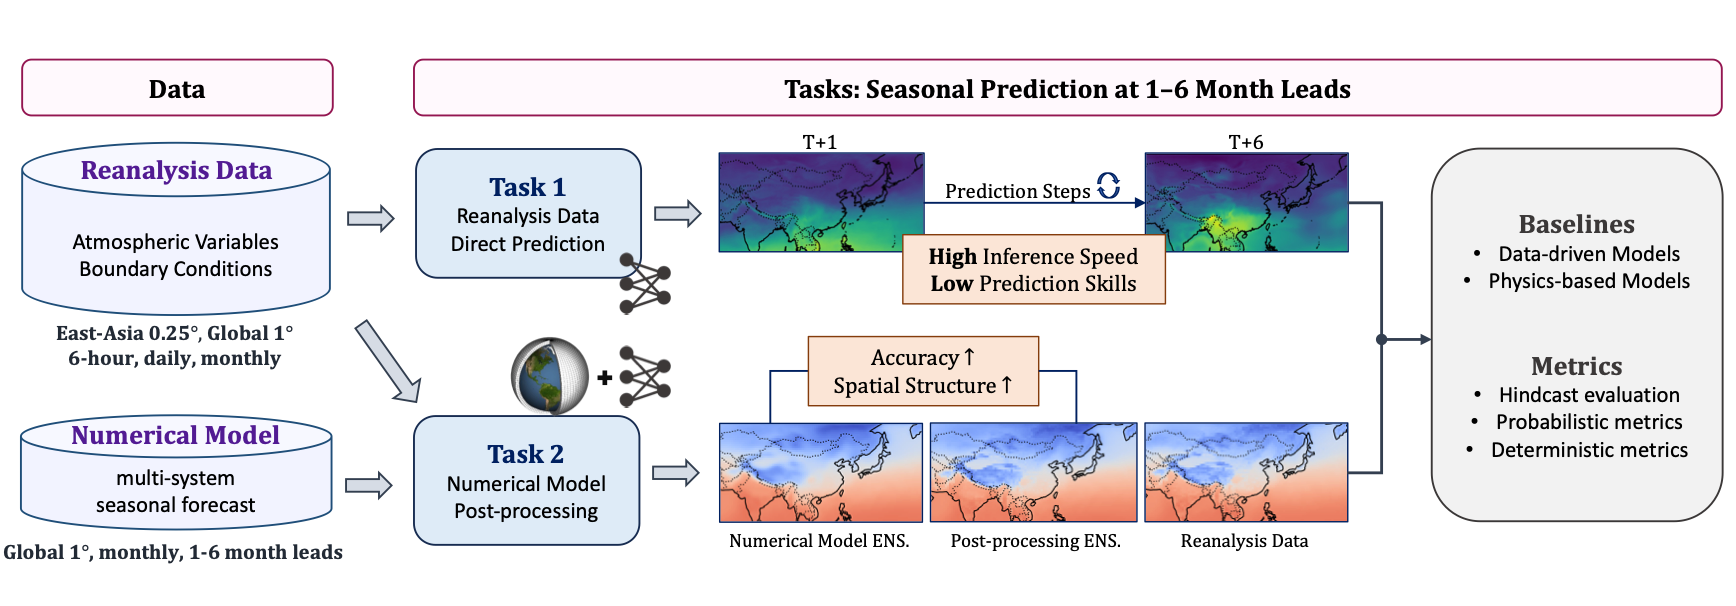 Data
Tasks: Seasonal Prediction at 1–6 Month Leads
Reanalysis Data
Atmospheric Variables
Boundary Conditions
East-Asia 0.25°, Global 1°
6-hour, daily, monthly
Numerical Model
multi-system
seasonal forecast
Global 1°, monthly, 1-6 month leads
Task 1
Reanalysis Data
Direct Prediction
T+1
Prediction Steps
T+6
High Inference Speed
Low Prediction Skills
+
Task 2
Numerical Model
Post-processing
Accuracy ↑
Spatial Structure ↑
Numerical Model ENS.
Post-processing ENS.
Reanalysis Data
Baselines
• Data-driven Models
• Physics-based Models
Metrics
• Hindcast evaluation
• Probabilistic metrics
• Deterministic metrics